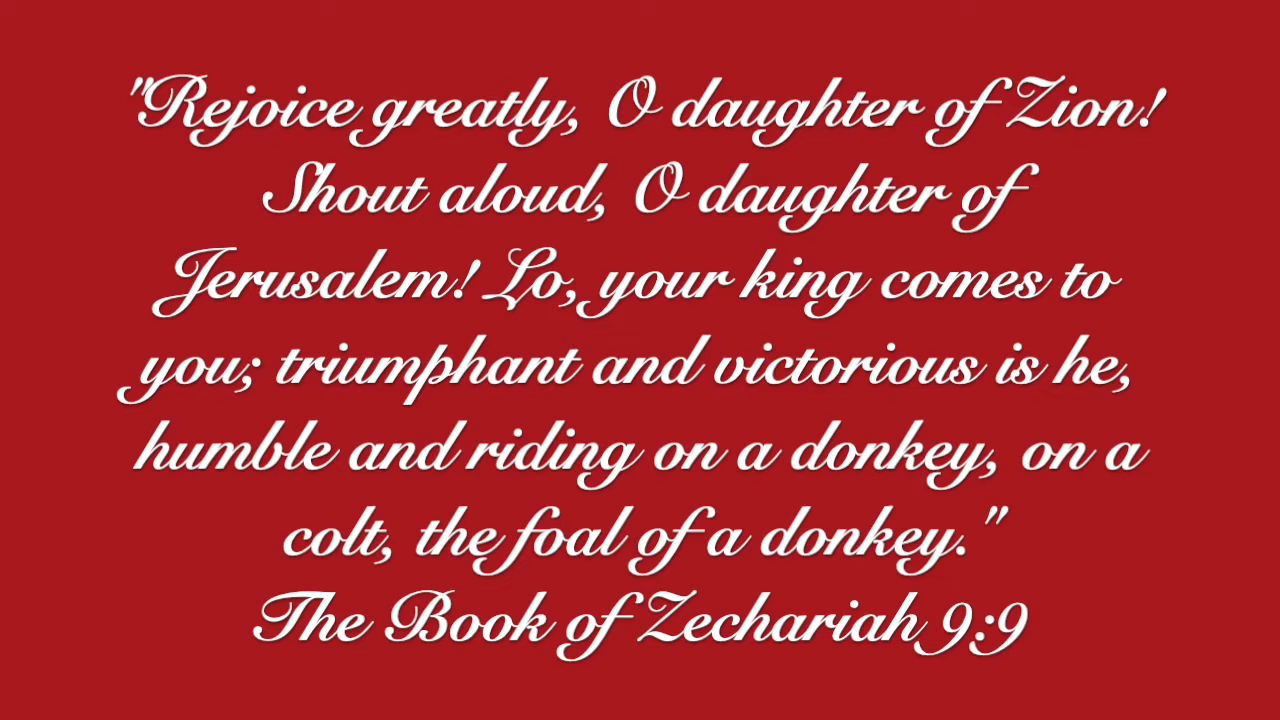 "Rejoice greatly, O daughter of Zion!
Shout aloud, O daughter of
Jerusalem! Lo, your king comes to
you; triumphant and victorious is he,
humble and riding on a donkey, on a
colt, the foal of a donkey."
The Book of Zechariah 9:9